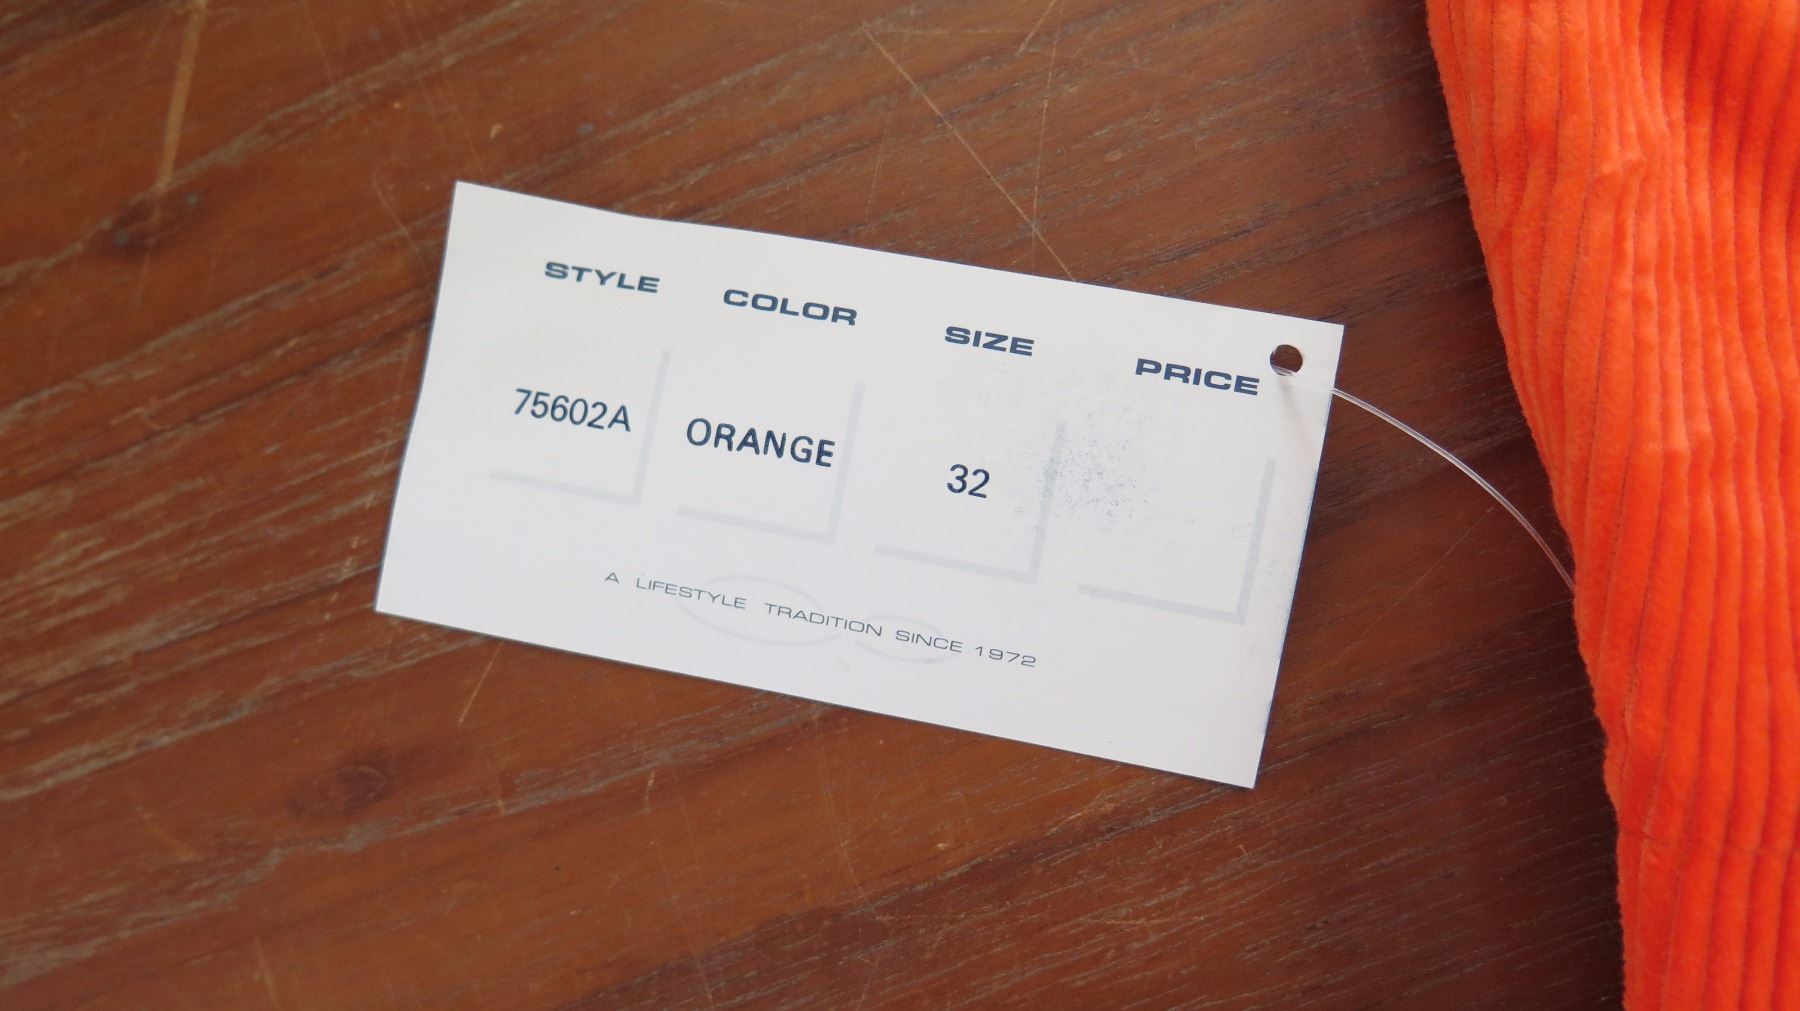 STYLE COLOR SIZE PRICE
75602A ORANGE 32
A LIFESTYLE TRADITION SINCE 1972